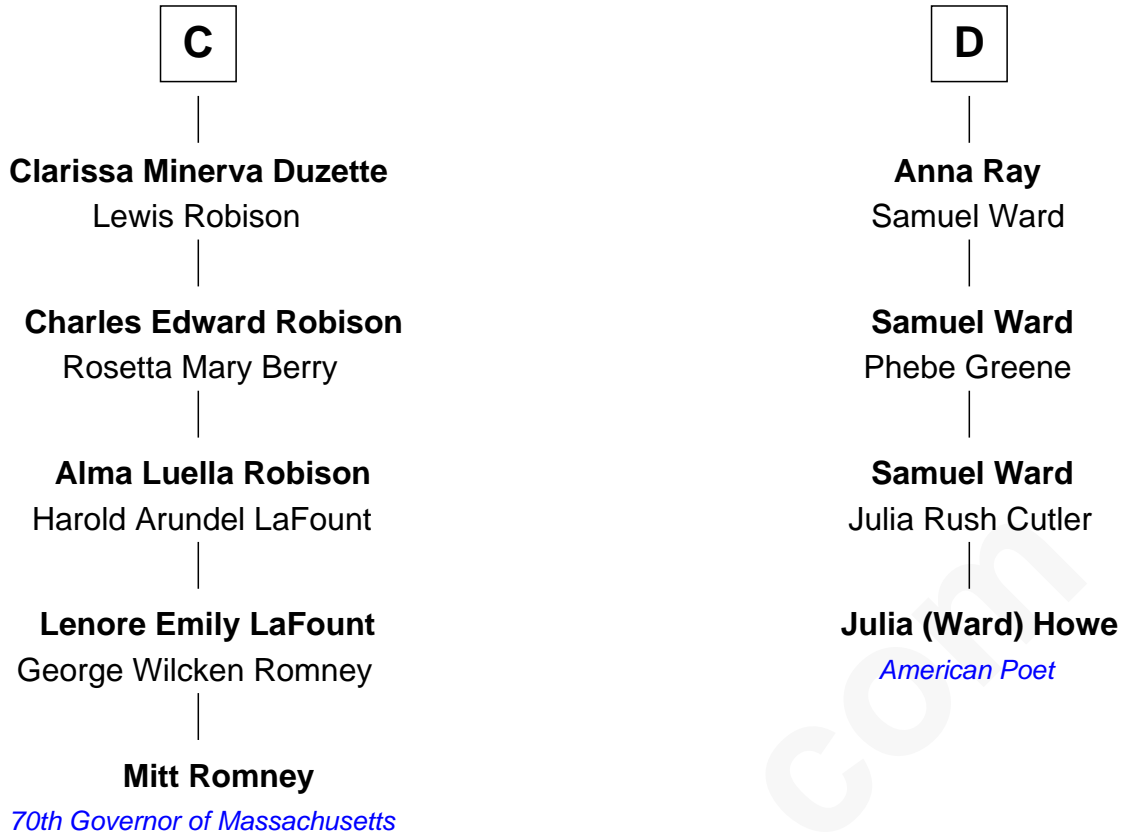 C
Clarissa Minerva Duzette
Lewis Robison
Charles Edward Robison
Rosetta Mary Berry
Alma Luella Robison
Harold Arundel LaFount
Lenore Emily LaFount
George Wilcken Romney
Mitt Romney
70th Governor of Massachusetts
D
Anna Ray
Samuel Ward
Samuel Ward
Phebe Greene
Samuel Ward
Julia Rush Cutler
Julia (Ward) Howe
American Poet
com